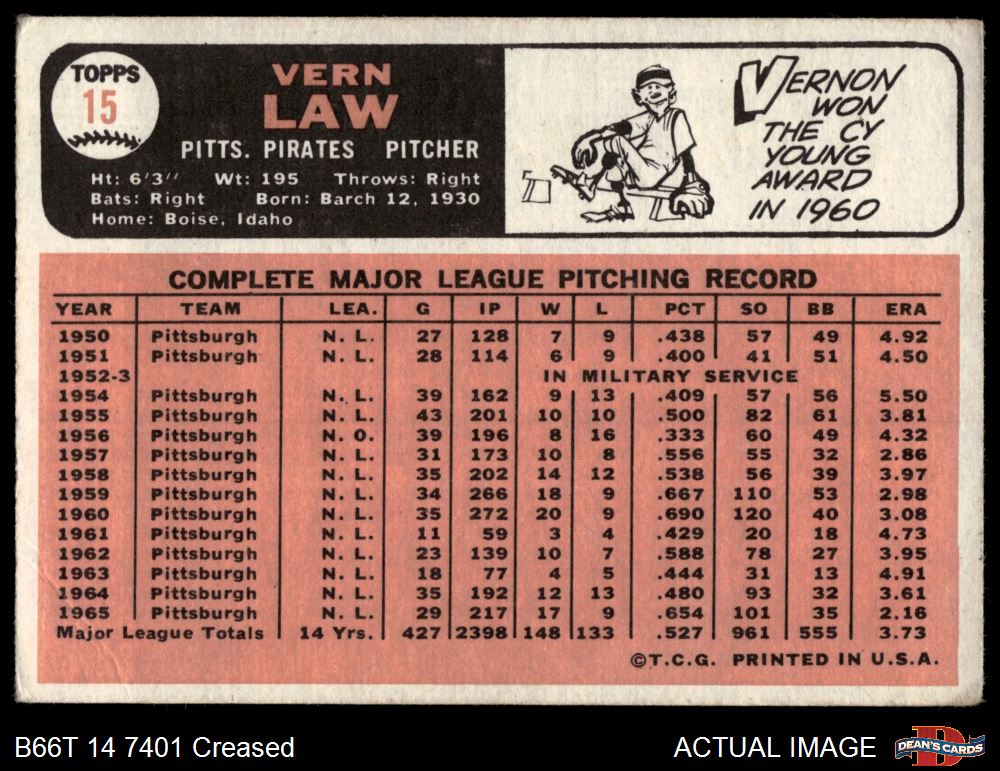 TOPPS
15
VERN
LAW
PITTS. PIRATES PITCHER
Ht: 6'3" Wt: 195 Throws: Right
Bats: Right Born: Barch 12, 1930
Home: Boise, Idaho
VERNON
WON
THE CY
YOUNG
AWARD
IN 1960
COMPLETE MAJOR LEAGUE PITCHING RECORD
YEAR TEAM LEA. G IP W L PCT SO BB ERA
1950 Pittsburgh N. L. 27 128 7 9 .438 57 49 4.92
1951 Pittsburgh N. L. 28 114 6 9 .400 41 51 4.50
1952-3 IN MILITARY SERVICE
1954 Pittsburgh N. L. 39 162 9 13 .409 57 56 5.50
1955 Pittsburgh N. L. 43 201 10 10 .500 82 61 3.81
1956 Pittsburgh N. O. 39 196 8 16 .333 60 49 4.32
1957 Pittsburgh N. L. 31 173 10 8 .556 55 32 2.86
1958 Pittsburgh N. L. 35 202 14 12 .538 56 39 3.97
1959 Pittsburgh N. L. 34 266 18 9 .667 110 53 2.98
1960 Pittsburgh N. L. 35 272 20 9 .690 120 40 3.08
1961 Pittsburgh N. L. 11 59 3 4 .429 20 18 4.73
1962 Pittsburgh N. L. 23 139 10 7 .588 78 27 3.95
1963 Pittsburgh N. L. 18 77 4 5 .444 31 13 4.91
1964 Pittsburgh N. L. 35 192 12 13 .480 93 32 3.61
1965 Pittsburgh N. L. 29 217 17 9 .654 101 35 2.16
Major League Totals 14 Yrs. 427 2398 148 133 .527 961 555 3.73
©T.C.G. PRINTED IN U.S.A.
B66T 14 7401 Creased
ACTUAL IMAGE
D
DEAN'S CARDS